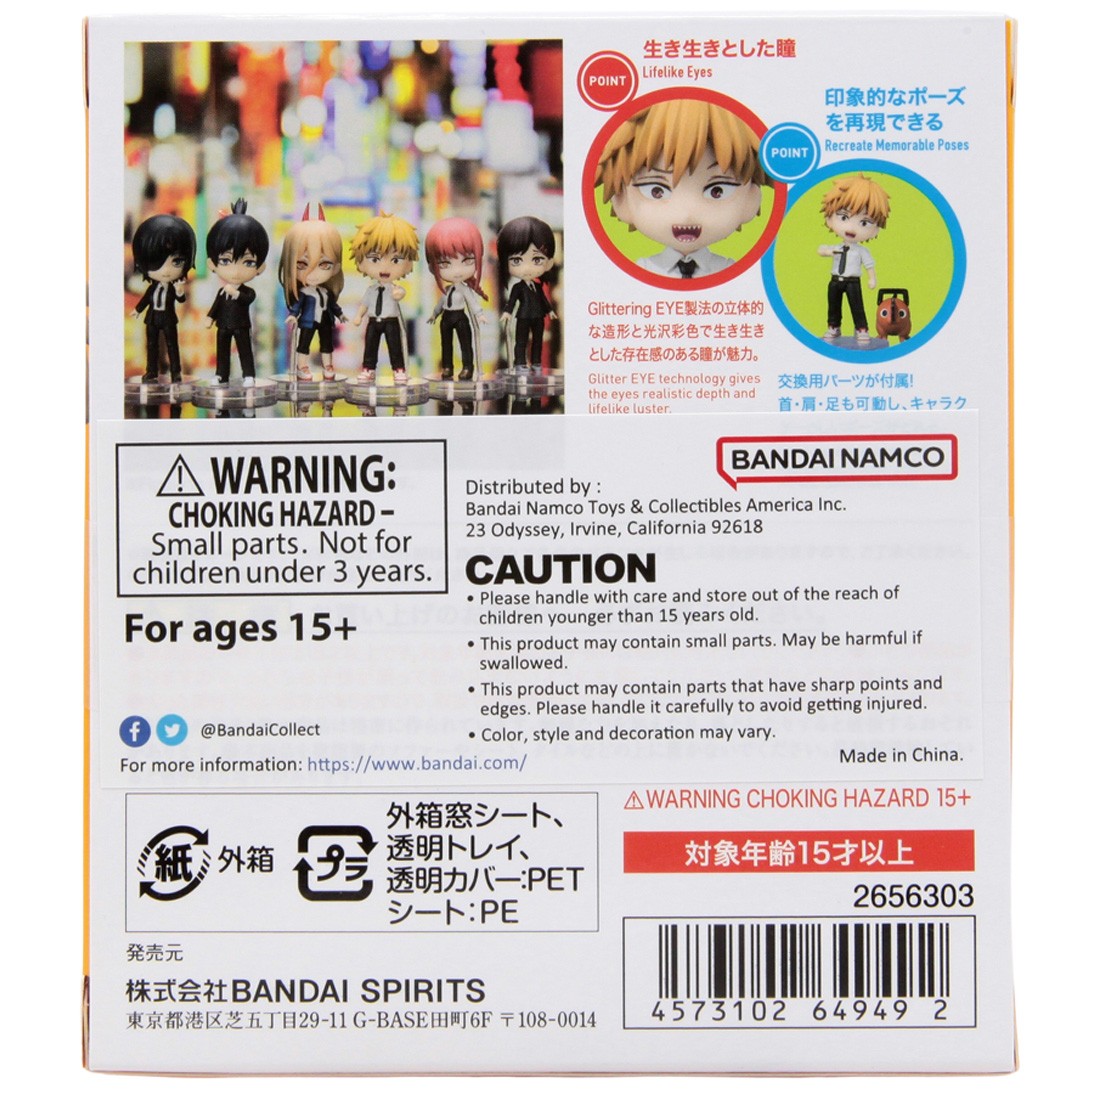 生き生きとした瞳
POINT
Lifelike Eyes
印象的なポーズ
を再現できる
POINT
Recreate Memorable Poses
Glittering EYE製法の立体的
な造形と光沢彩色で生き生き
とした存在感のある瞳が魅力。
Glitter EYE technology gives
the eyes realistic depth and
lifelike luster.
交換用パーツが付属!
首・肩・足も可動し、キャラク
⚠WARNING:
CHOKING HAZARD –
Small parts. Not for
children under 3 years.
For ages 15+
@BandaiCollect
For more information: https://www.bandai.com/
BANDAI NAMCO
Distributed by :
Bandai Namco Toys & Collectibles America Inc.
23 Odyssey, Irvine, California 92618
CAUTION
• Please handle with care and store out of the reach of
children younger than 15 years old.
• This product may contain small parts. May be harmful if
swallowed.
• This product may contain parts that have sharp points and
edges. Please handle it carefully to avoid getting injured.
• Color, style and decoration may vary.
Made in China.
紙 外箱
プラ
外箱窓シート、
透明トレイ、
透明カバー:PET
シート:PE
⚠WARNING CHOKING HAZARD 15+
対象年齢15才以上
2656303
4573102 64949 2
発売元
株式会社BANDAI SPIRITS
東京都港区芝五丁目29-11 G-BASE田町6F 〒108-0014